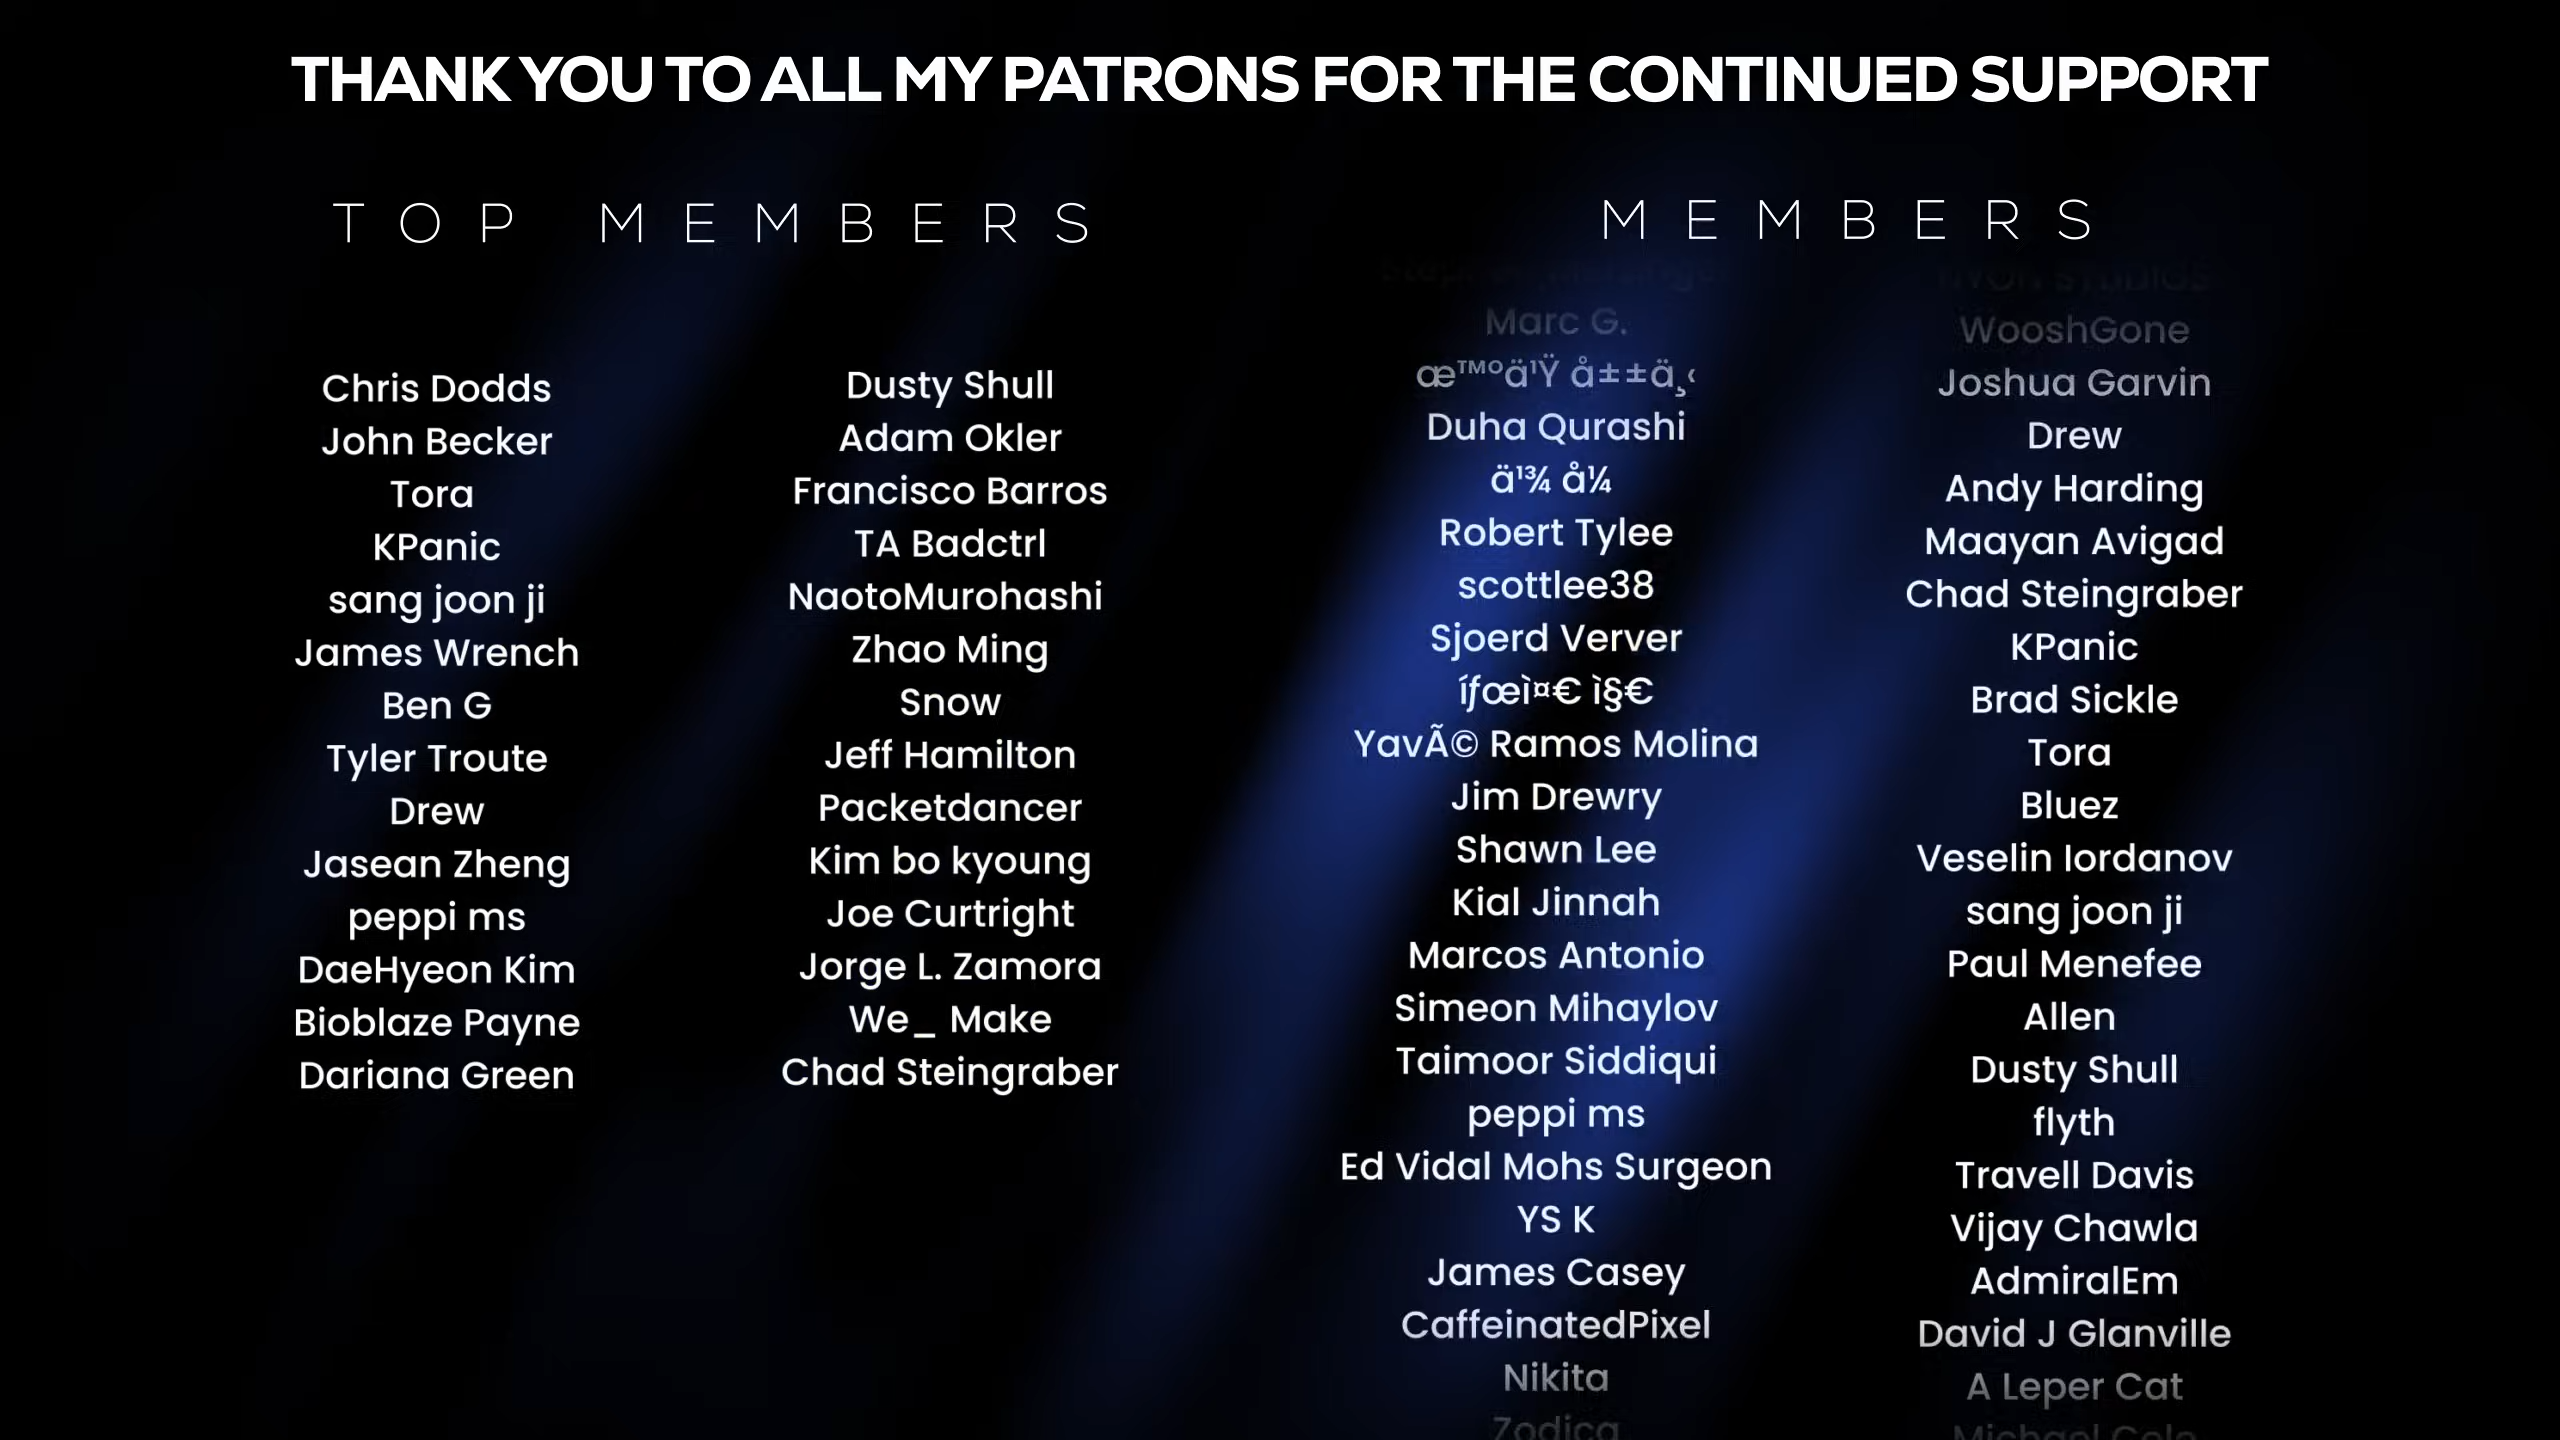 THANK YOU TO ALL MY PATRONS FOR THE CONTINUED SUPPORT
TOP MEMBERS
Chris Dodds
John Becker
Tora
KPanic
sang joon ji
James Wrench
Ben G
Tyler Troute
Drew
Jasean Zheng
peppi ms
DaeHyeon Kim
Bioblaze Payne
Dariana Green
Dusty Shull
Adam Okler
Francisco Barros
TA Badctrl
NaotoMurohashi
Zhao Ming
Snow
Jeff Hamilton
Packetdancer
Kim bo kyoung
Joe Curtright
Jorge L. Zamora
We_ Make
Chad Steingraber
MEMBERS
Marc G.
æ™ºä¹Ÿ å±±ä¸‹
Duha Qurashi
ä¹¾ å¼
Robert Tylee
scottlee38
Sjoerd Verver
íƒœì¤€ ì§€
YavÃ© Ramos Molina
Jim Drewry
Shawn Lee
Kial Jinnah
Marcos Antonio
Simeon Mihaylov
Taimoor Siddiqui
peppi ms
Ed Vidal Mohs Surgeon
YS K
James Casey
CaffeinatedPixel
Nikita
Zodica
WooshGone
Joshua Garvin
Drew
Andy Harding
Maayan Avigad
Chad Steingraber
KPanic
Brad Sickle
Tora
Bluez
Veselin Iordanov
sang joon ji
Paul Menefee
Allen
Dusty Shull
flyth
Travell Davis
Vijay Chawla
AdmiralEm
David J Glanville
A Leper Cat
Michael Cole